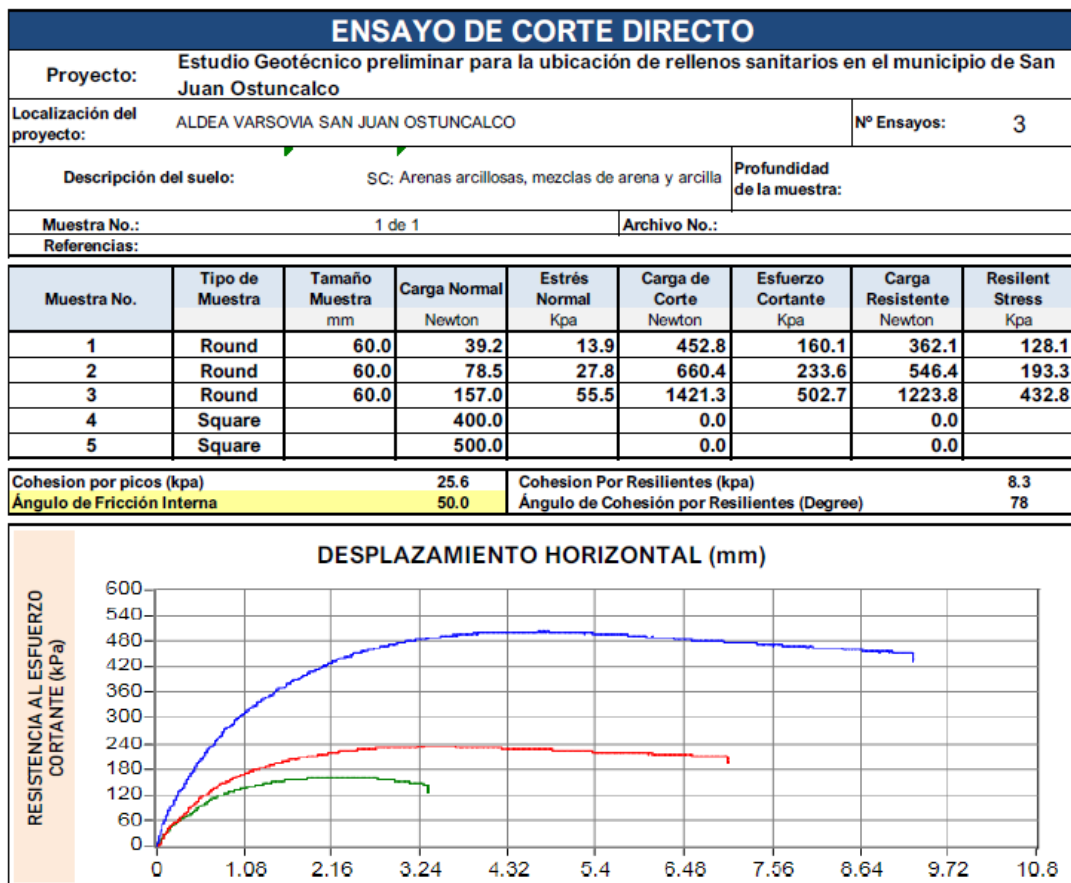 ENSAYO DE CORTE DIRECTO
Proyecto: Estudio Geotécnico preliminar para la ubicación de rellenos sanitarios en el municipio de San
Juan Ostuncalco
Localización del proyecto: ALDEA VARSOVIA SAN JUAN OSTUNCALCO Nº Ensayos: 3
Descripción del suelo: SC: Arenas arcillosas, mezclas de arena y arcilla Profundidad de la muestra:
Muestra No.: 1 de 1 Archivo No.:
Referencias:
Muestra No. Tipo de Muestra Tamaño Muestra Carga Normal Estrés Normal Carga de Corte Esfuerzo Cortante Carga Resistente Resilent Stress
mm Newton Kpa Newton Kpa Newton Kpa
1 Round 60.0 39.2 13.9 452.8 160.1 362.1 128.1
2 Round 60.0 78.5 27.8 660.4 233.6 546.4 193.3
3 Round 60.0 157.0 55.5 1421.3 502.7 1223.8 432.8
4 Square 400.0 0.0 0.0
5 Square 500.0 0.0 0.0
Cohesion por picos (kpa) 25.6 Cohesion Por Resilientes (kpa) 8.3
Ángulo de Fricción Interna 50.0 Ángulo de Cohesión por Resilientes (Degree) 78
DESPLAZAMIENTO HORIZONTAL (mm)
RESISTENCIA AL ESFUERZO
CORTANTE (kPa)
600
540
480
420
360
300
240
180
120
60
0
0 1.08 2.16 3.24 4.32 5.4 6.48 7.56 8.64 9.72 10.8